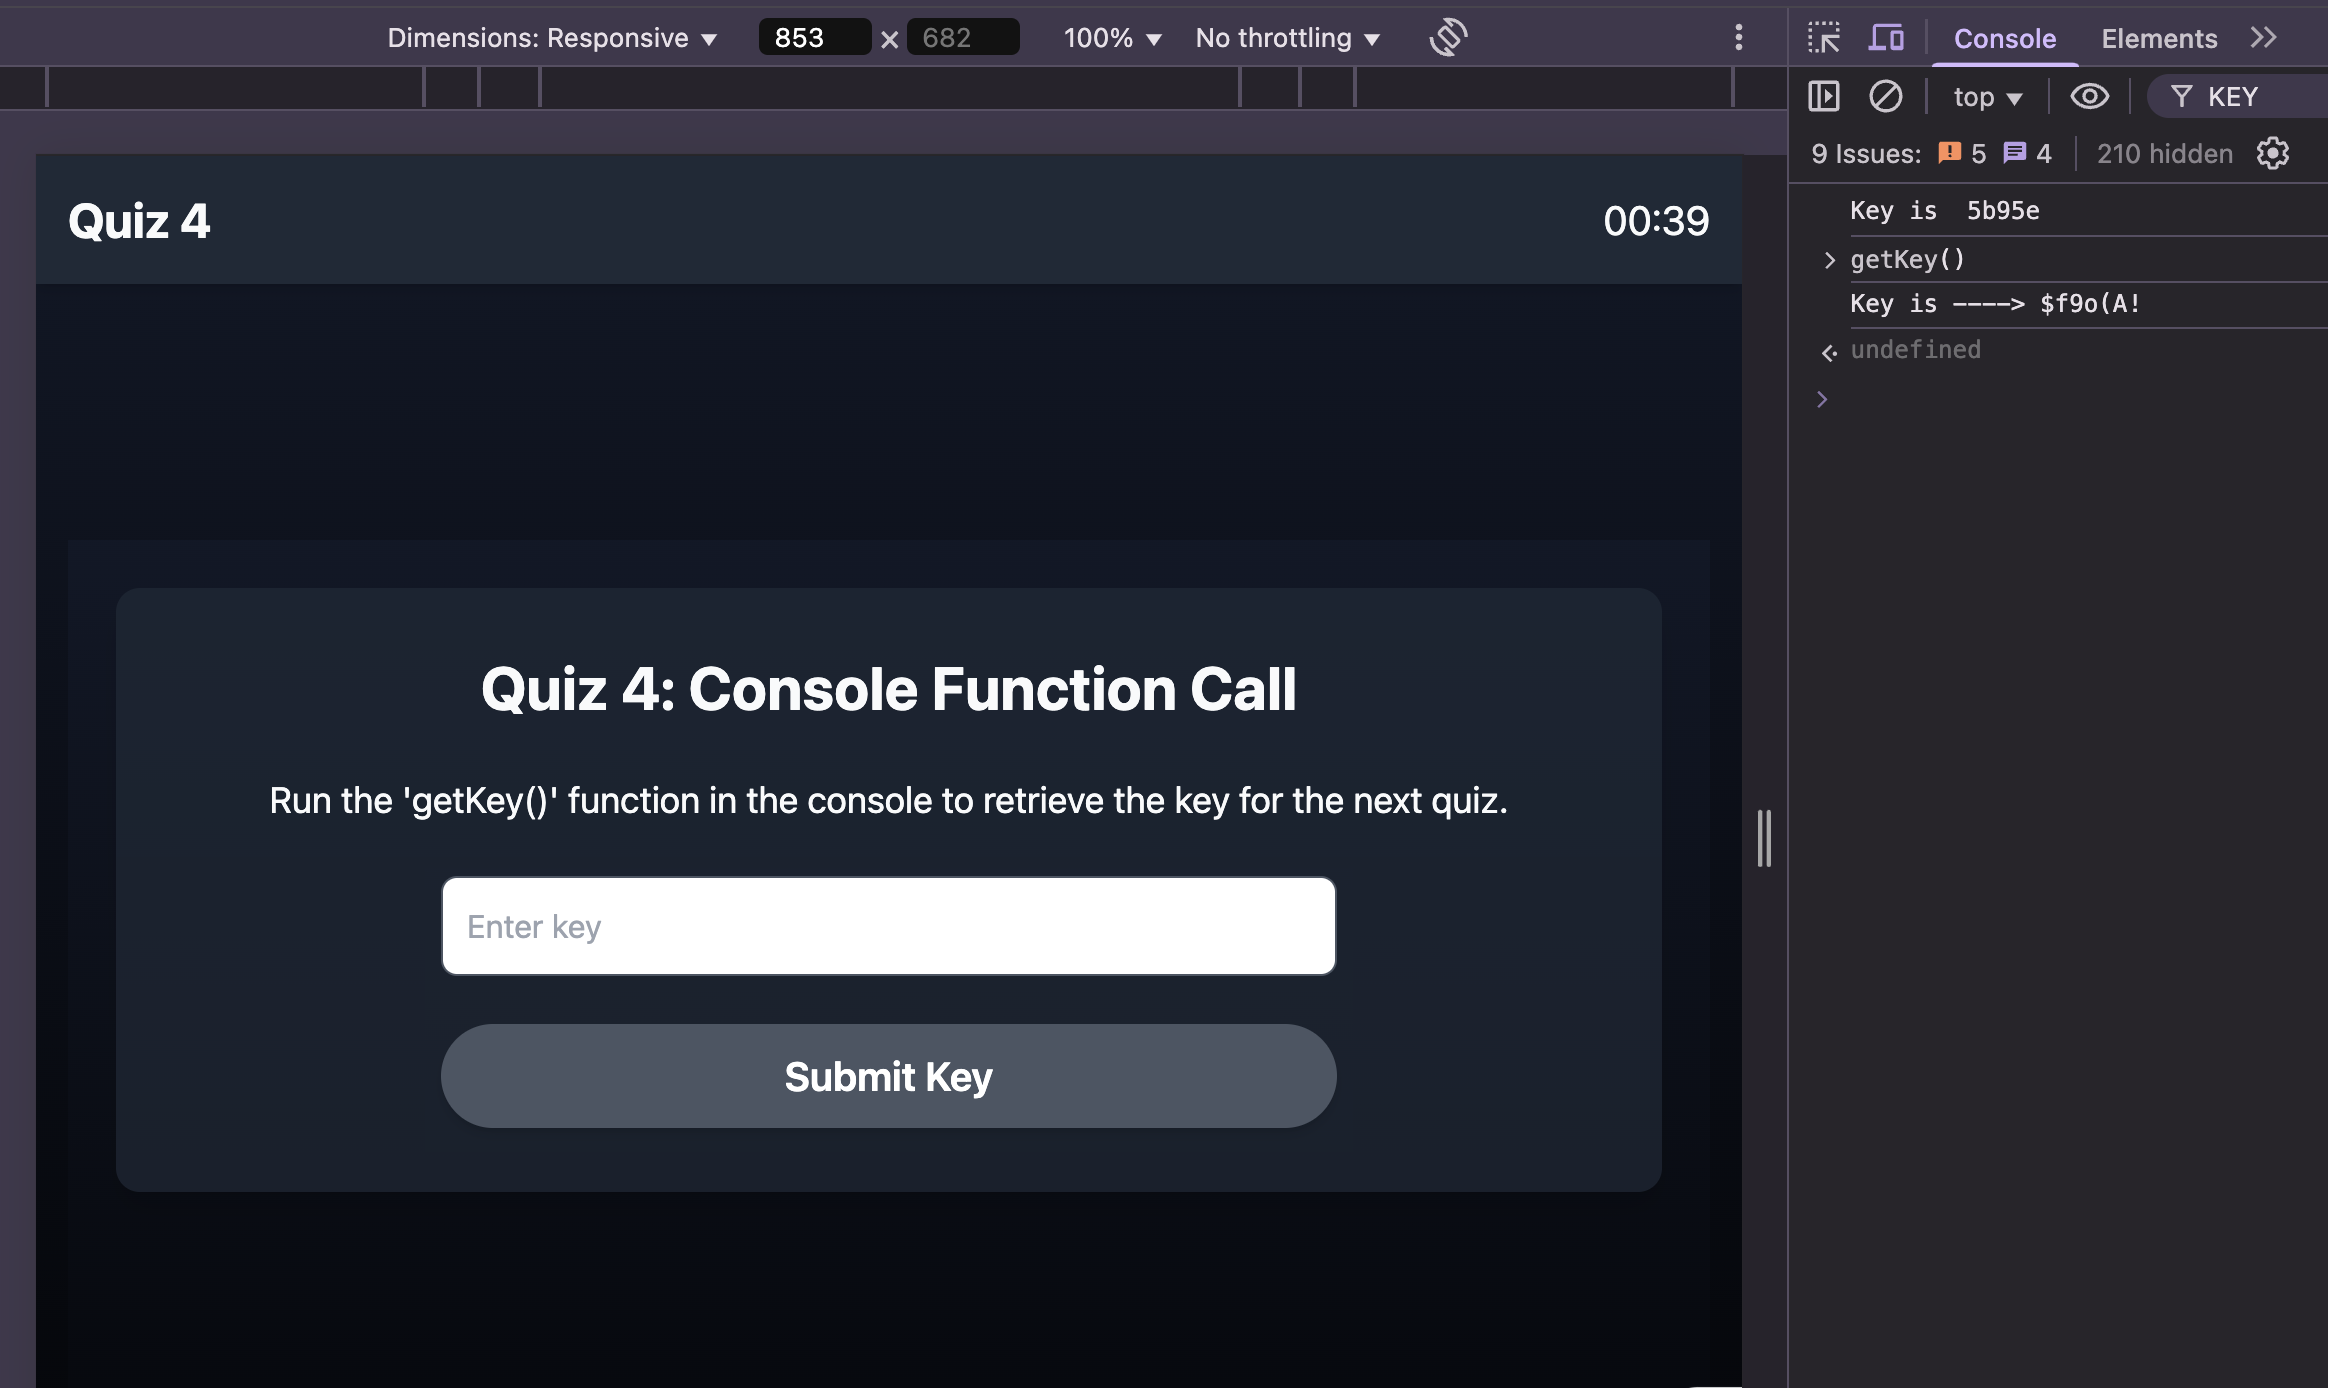 Dimensions: Responsive ▼ 853 × 682 100% ▼ No throttling ▼
Console Elements
top ▼ KEY
9 Issues: 5 4 210 hidden
Key is  5b95e
getKey()
Key is ----> $f9o(A!
undefined
Quiz 4 00:39
Quiz 4: Console Function Call
Run the 'getKey()' function in the console to retrieve the key for the next quiz.
Enter key
Submit Key